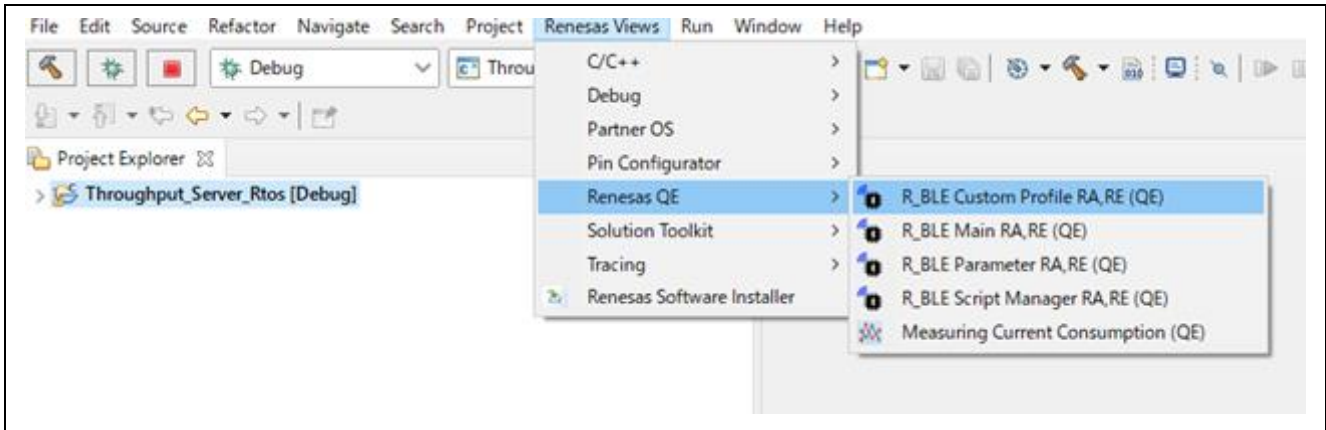 File Edit Source Refactor Navigate Search Project Renesas Views Run Window Help
Debug
Throu
C/C++
Debug
Partner OS
Pin Configurator
Renesas QE
Solution Toolkit
Tracing
Renesas Software Installer
Project Explorer
Throughput_Server_Rtos [Debug]
R_BLE Custom Profile RA,RE (QE)
R_BLE Main RA,RE (QE)
R_BLE Parameter RA,RE (QE)
R_BLE Script Manager RA,RE (QE)
Measuring Current Consumption (QE)